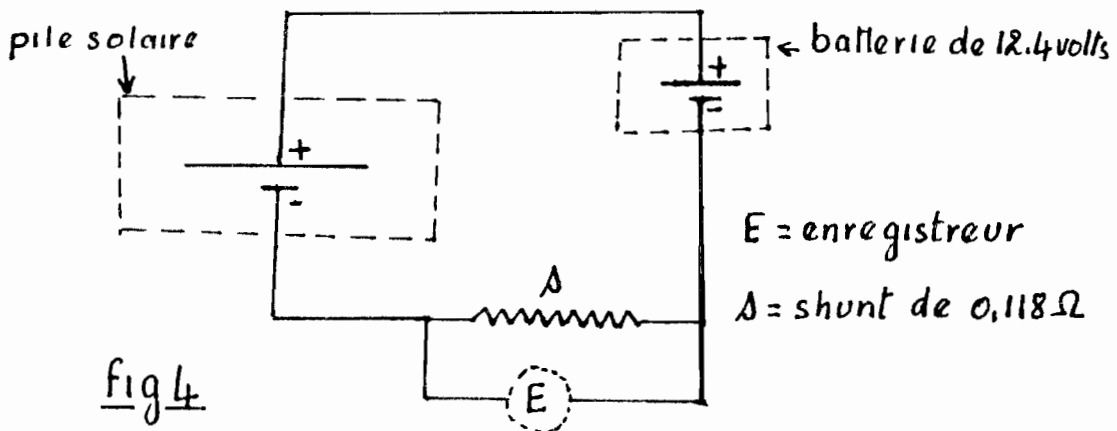 pile solaire
batterie de 12.4 volts
+
-
+
-
E = enregistreur
s
s = shunt de 0,118 Ω
E
fig 4